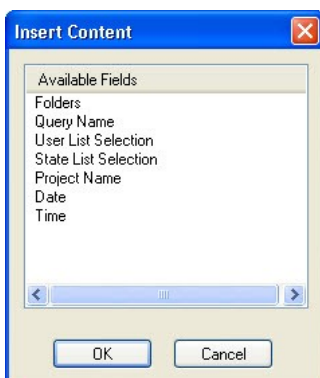 Insert Content
Available Fields
Folders
Query Name
User List Selection
State List Selection
Project Name
Date
Time
OK
Cancel